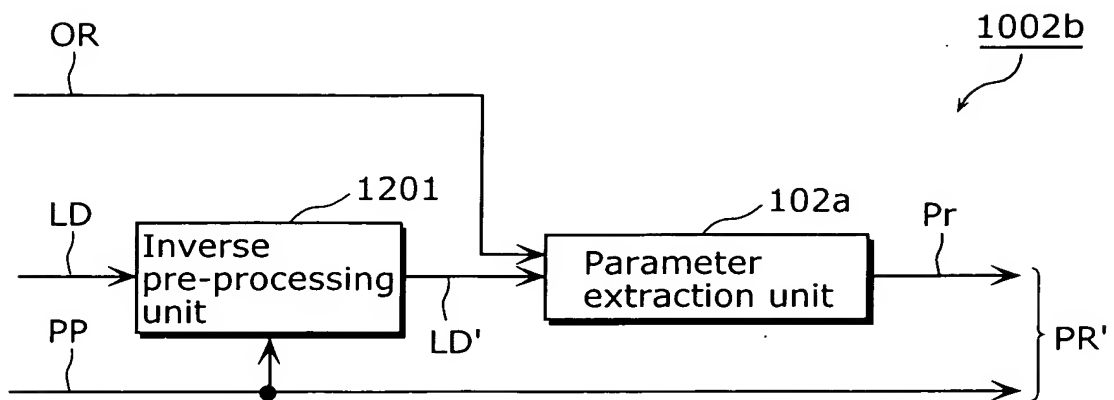 OR
1002b
1201
102a
LD
Pr
Inverse
pre-processing
unit
Parameter
extraction unit
PP
LD'
PR'